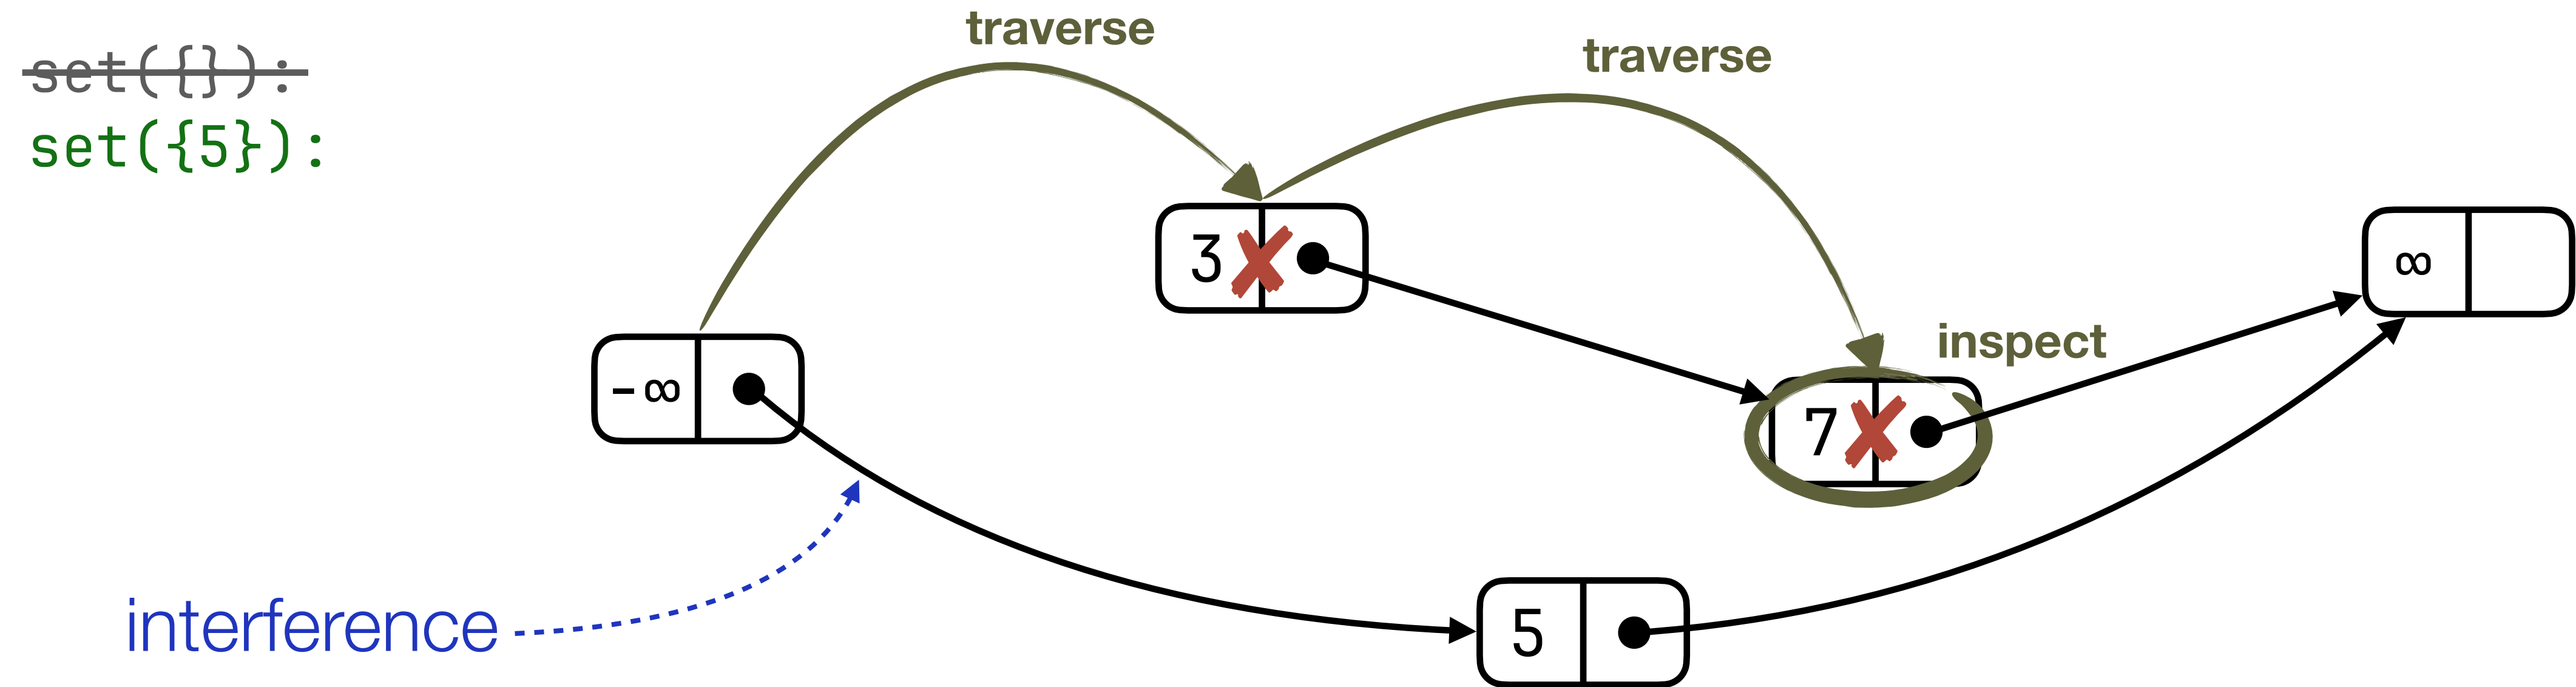 set({}):
set({5}):
traverse
traverse
3
∞
inspect
-∞
7
interference
5